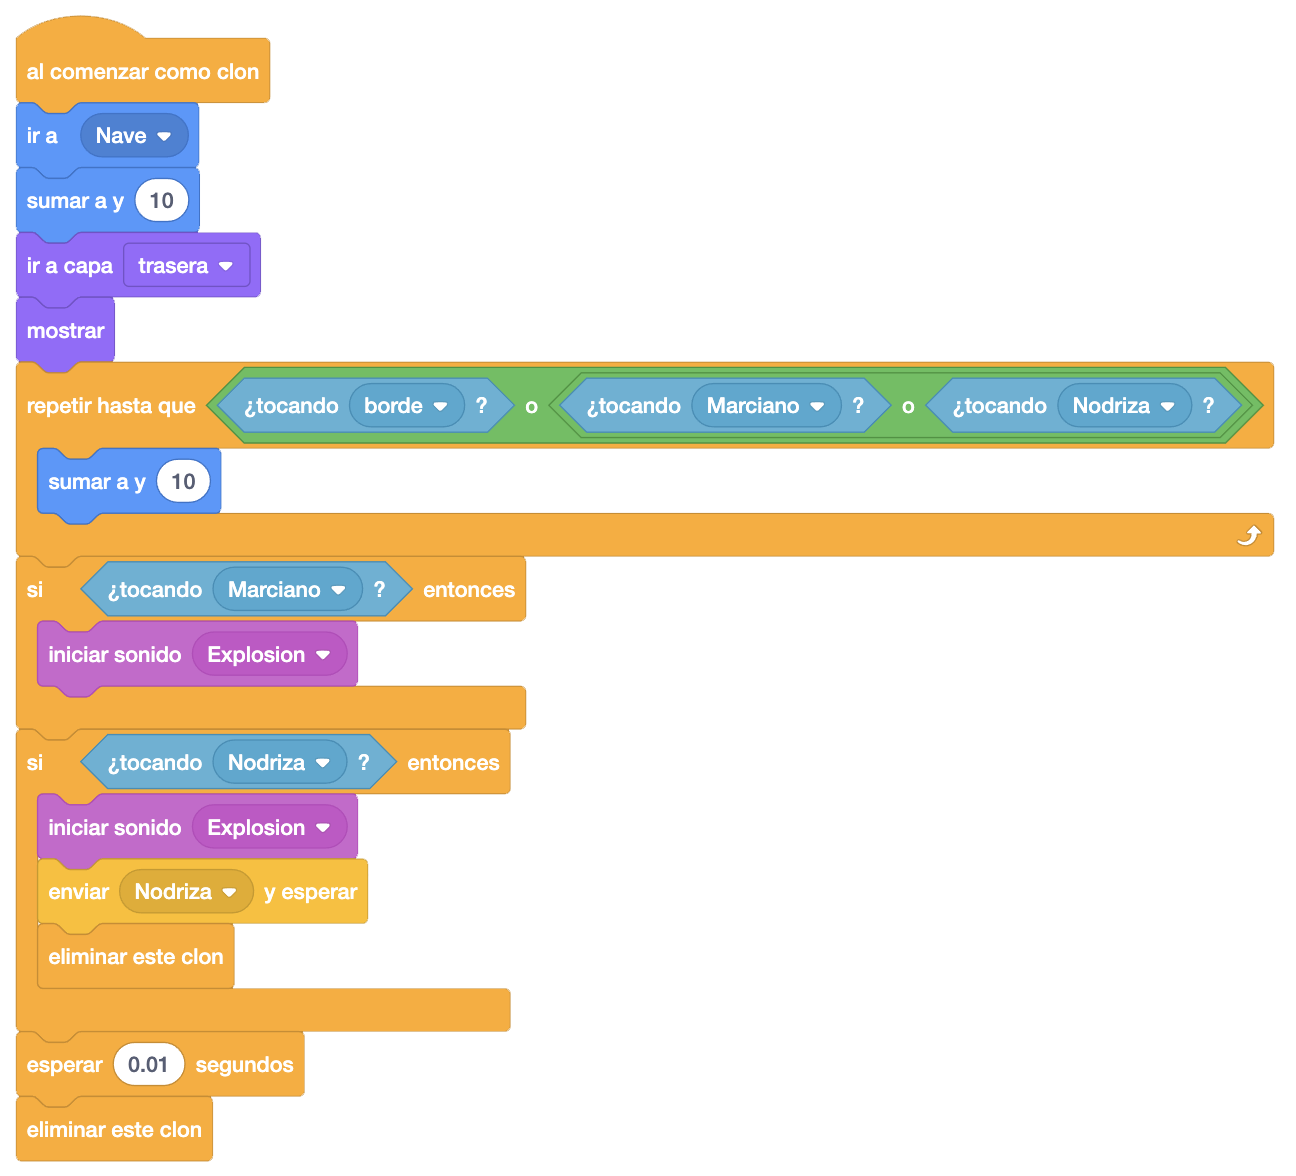 al comenzar como clon
ir a Nave
sumar a y 10
ir a capa trasera
mostrar
repetir hasta que ¿tocando borde ? o ¿tocando Marciano ? o ¿tocando Nodriza ?
sumar a y 10
si ¿tocando Marciano ? entonces
iniciar sonido Explosion
si ¿tocando Nodriza ? entonces
iniciar sonido Explosion
enviar Nodriza y esperar
eliminar este clon
esperar 0.01 segundos
eliminar este clon